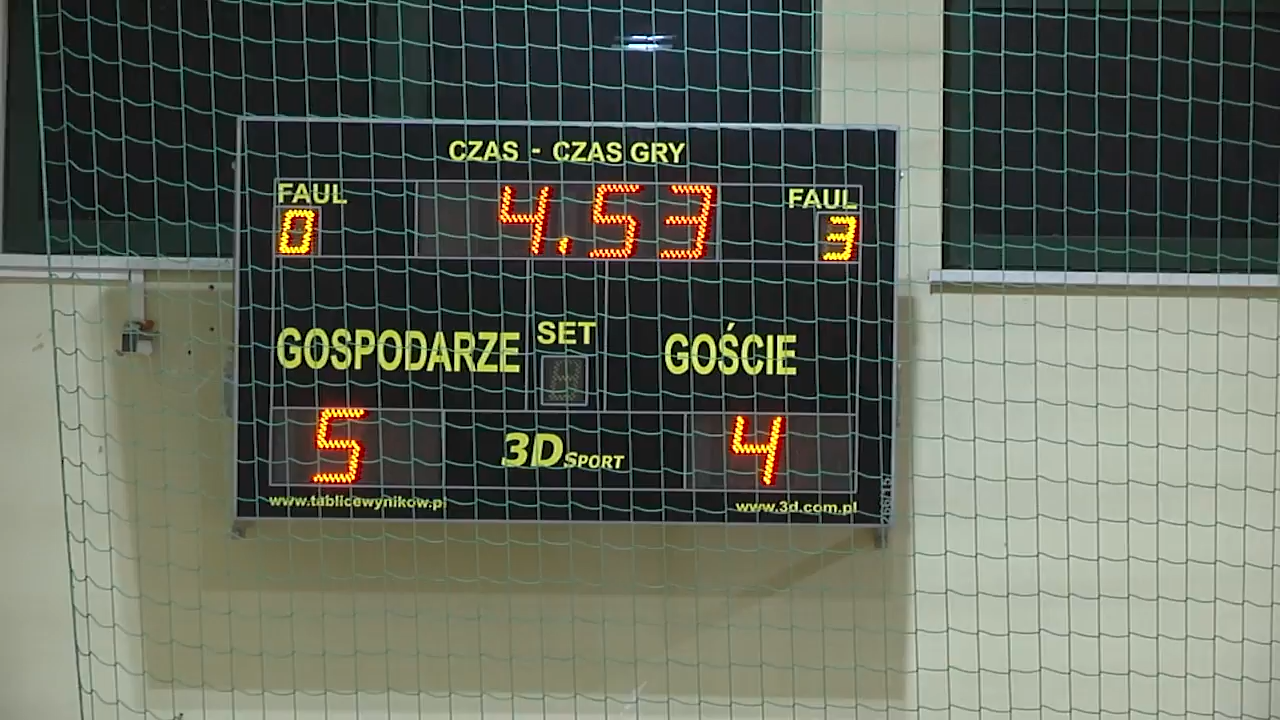 CZAS - CZAS GRY
FAUL 4.53 FAUL
0 3
GOSPODARZE SET GOŚCIE
5 3D SPORT 4
www.tablicewynikow.pl www.3d.com.pl